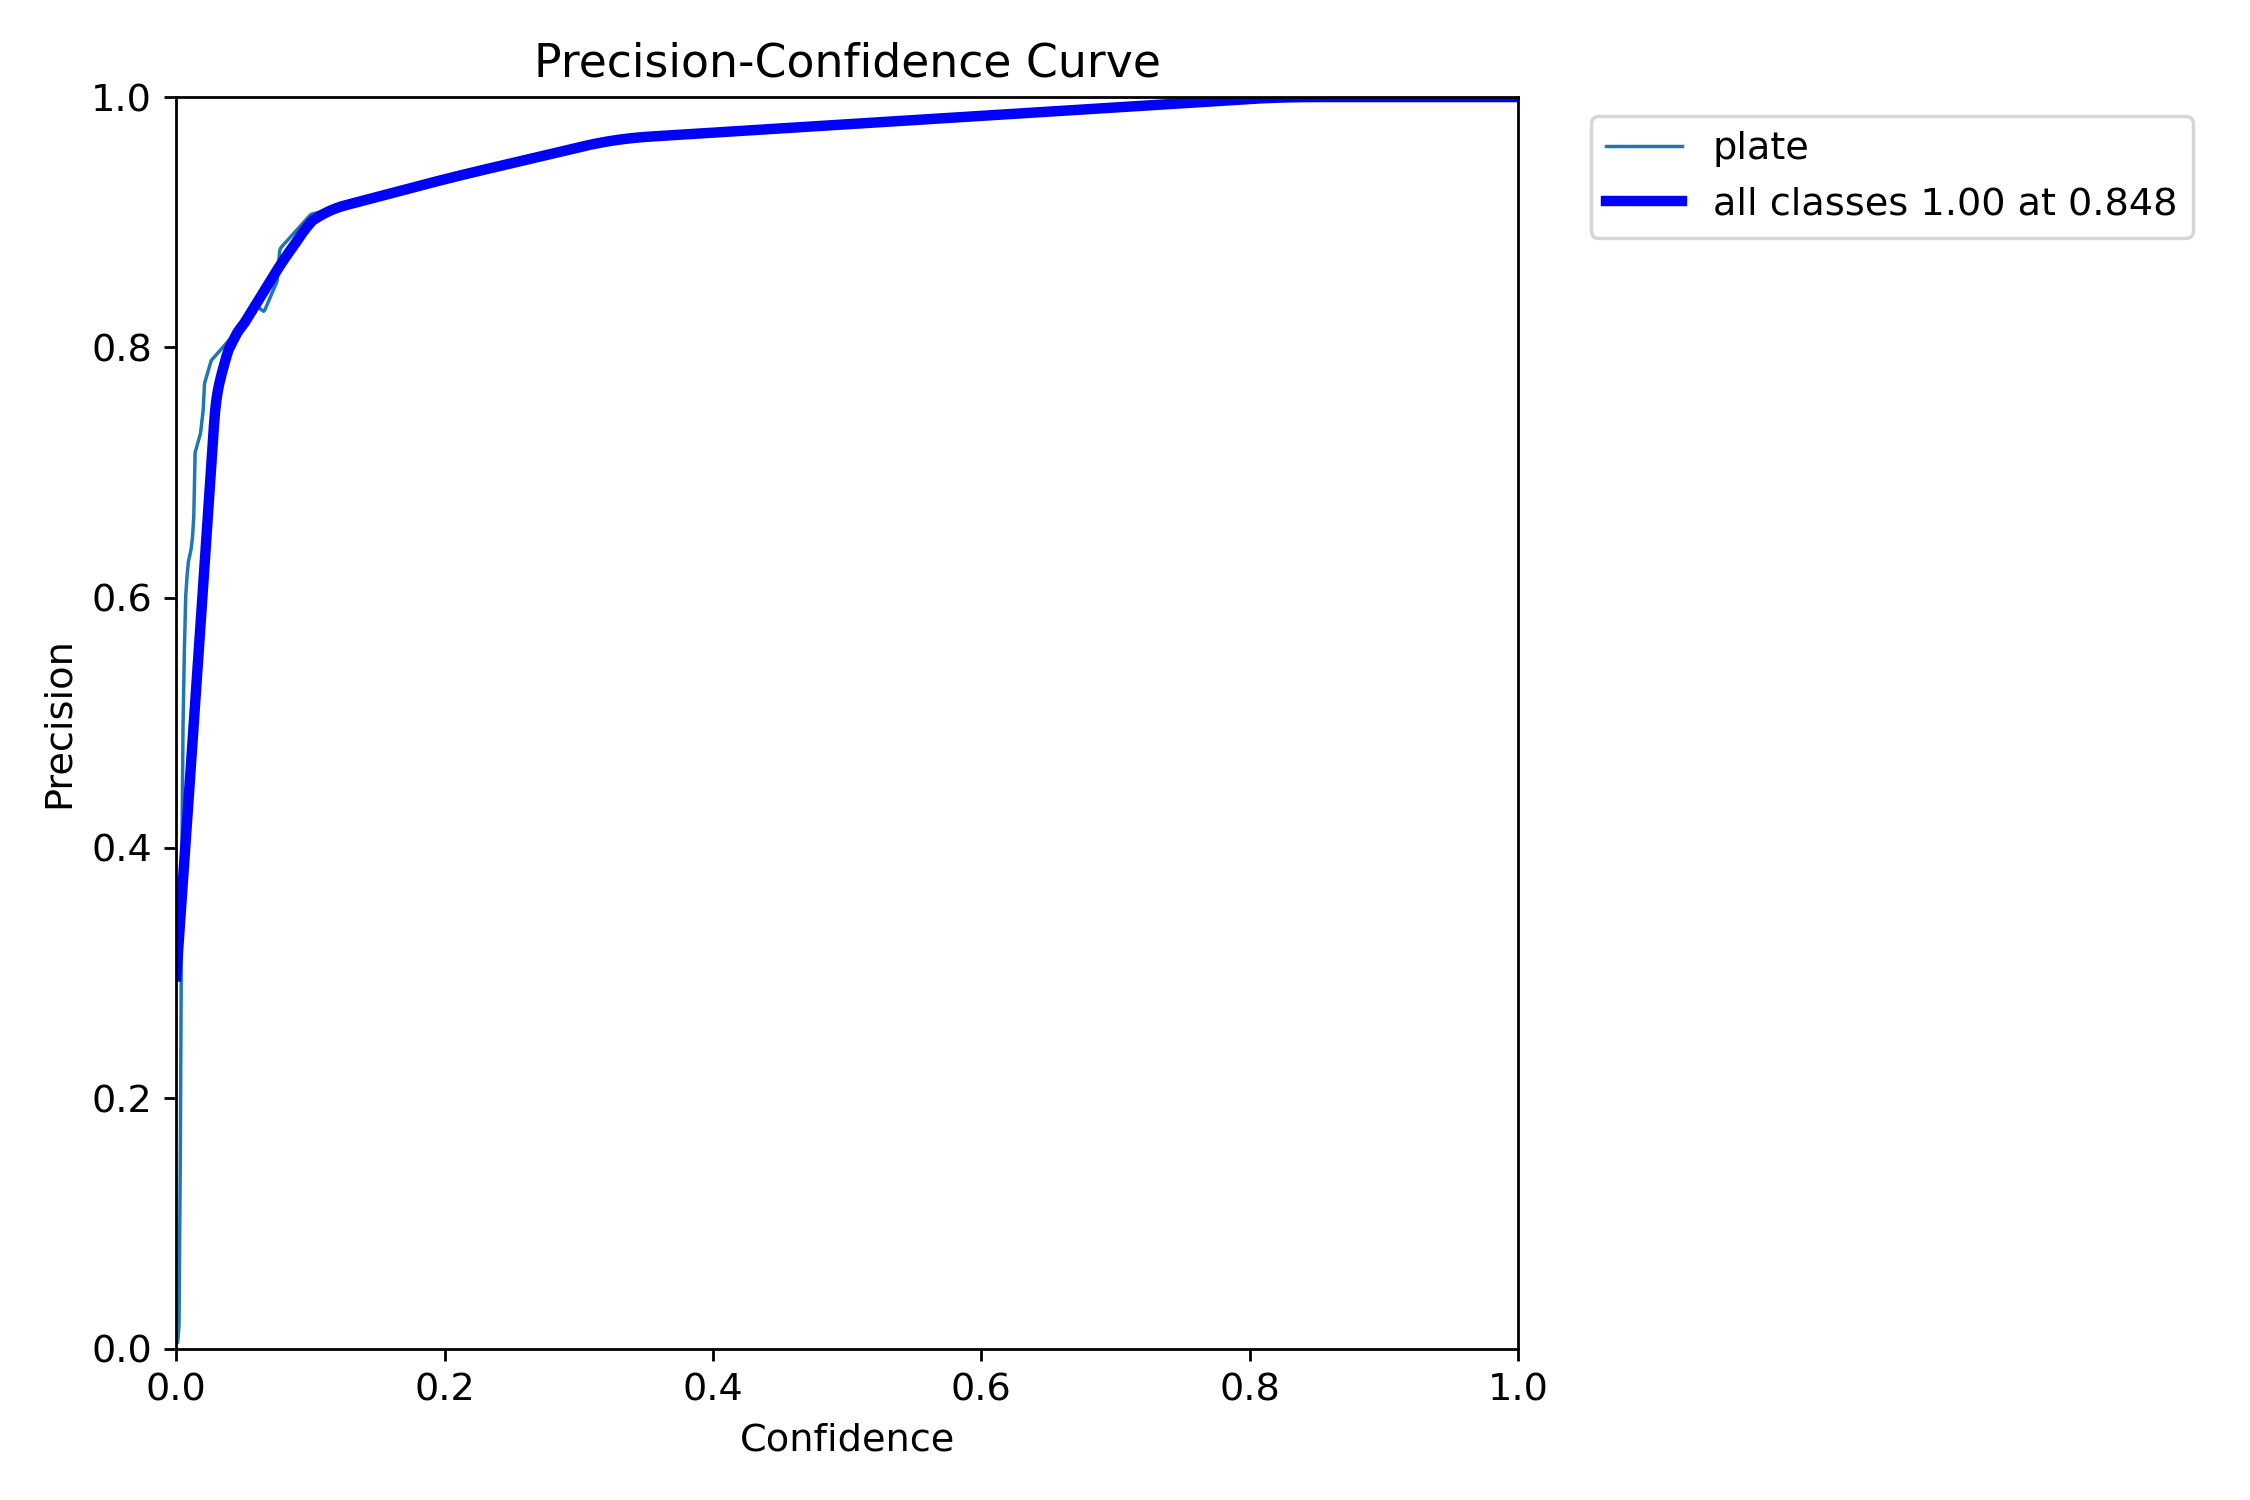 Precision-Confidence Curve
1.0
0.8
0.6
0.4
0.2
0.0
Precision
0.0 0.2 0.4 0.6 0.8 1.0
Confidence
plate
all classes 1.00 at 0.848